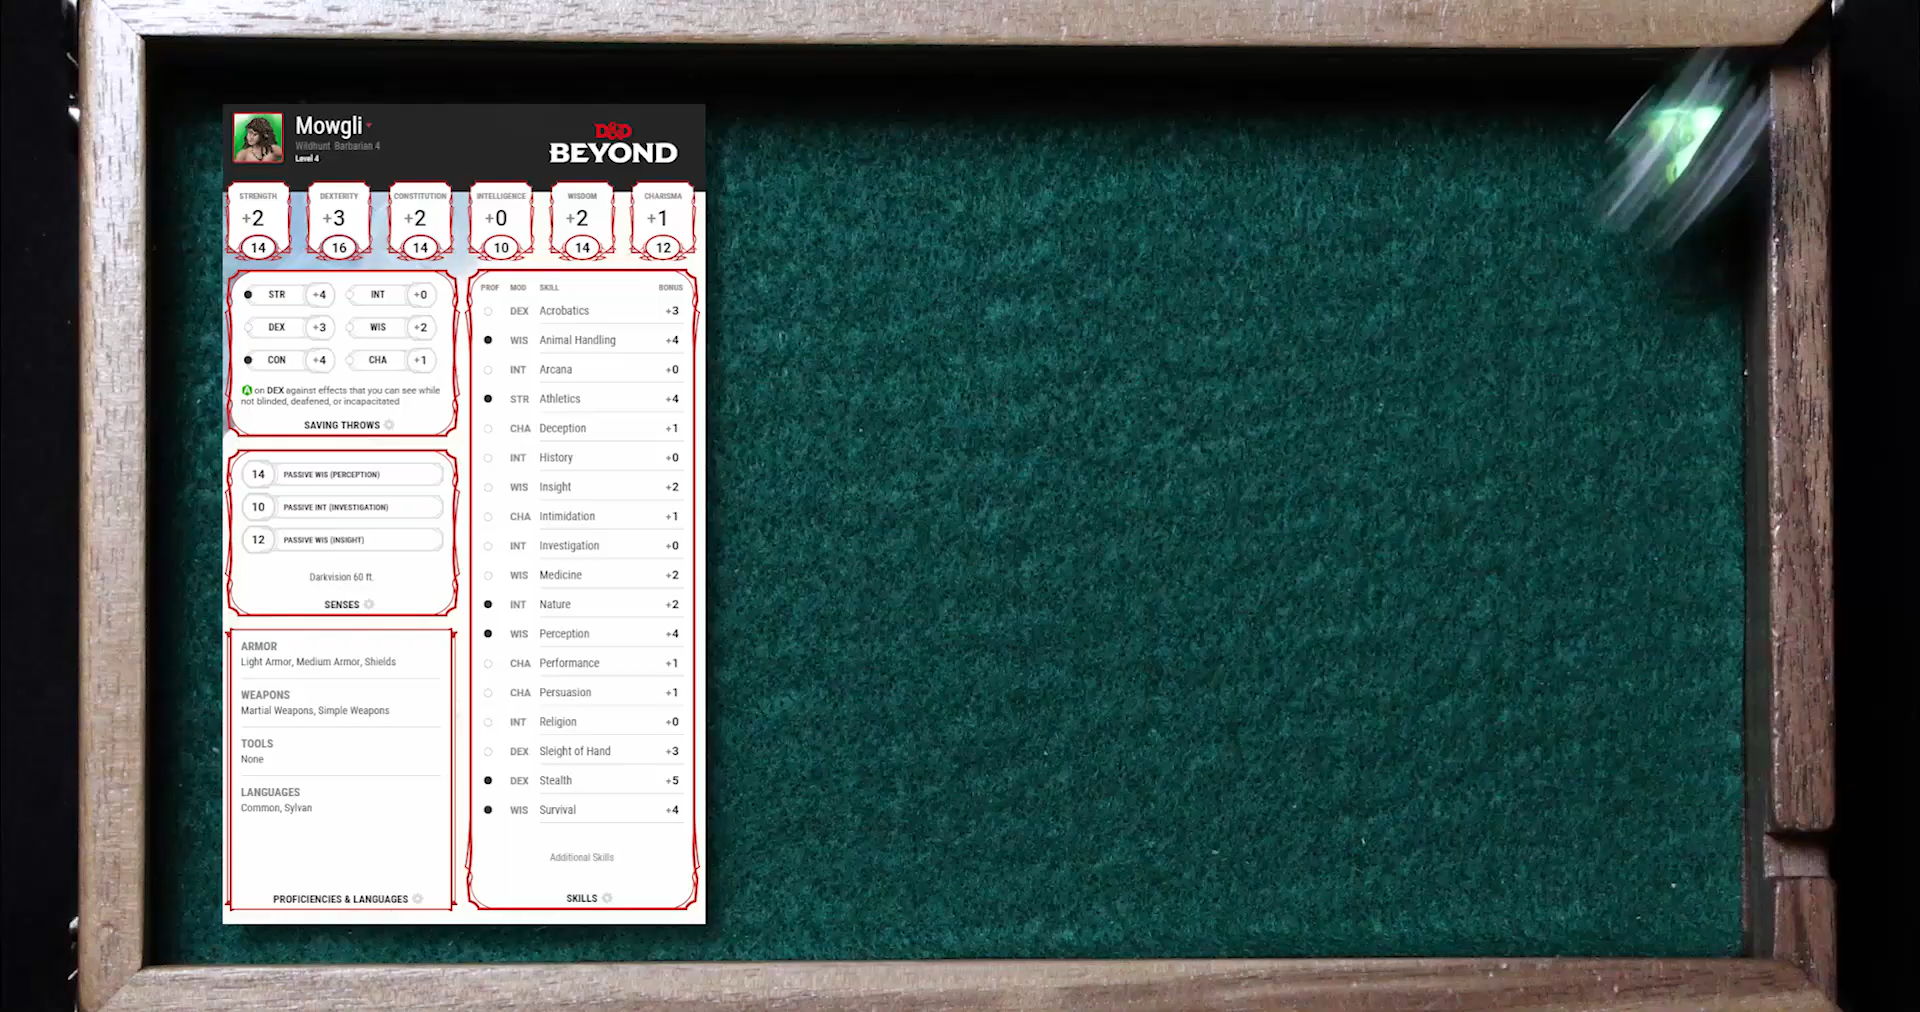 Mowgli
Wildhunt Barbarian 4
Level 4
D&D
BEYOND
STRENGTH
+2
14
DEXTERITY
+3
16
CONSTITUTION
+2
14
INTELLIGENCE
+0
10
WISDOM
+2
14
CHARISMA
+1
12
STR +4 INT +0
DEX +3 WIS +2
CON +4 CHA +1
A on DEX against effects that you can see while
not blinded, deafened, or incapacitated
SAVING THROWS
14 PASSIVE WIS (PERCEPTION)
10 PASSIVE INT (INVESTIGATION)
12 PASSIVE WIS (INSIGHT)
Darkvision 60 ft.
SENSES
ARMOR
Light Armor, Medium Armor, Shields
WEAPONS
Martial Weapons, Simple Weapons
TOOLS
None
LANGUAGES
Common, Sylvan
PROFICIENCIES & LANGUAGES
PROF MOD SKILL BONUS
DEX Acrobatics +3
WIS Animal Handling +4
INT Arcana +0
STR Athletics +4
CHA Deception +1
INT History +0
WIS Insight +2
CHA Intimidation +1
INT Investigation +0
WIS Medicine +2
INT Nature +2
WIS Perception +4
CHA Performance +1
CHA Persuasion +1
INT Religion +0
DEX Sleight of Hand +3
DEX Stealth +5
WIS Survival +4
Additional Skills
SKILLS